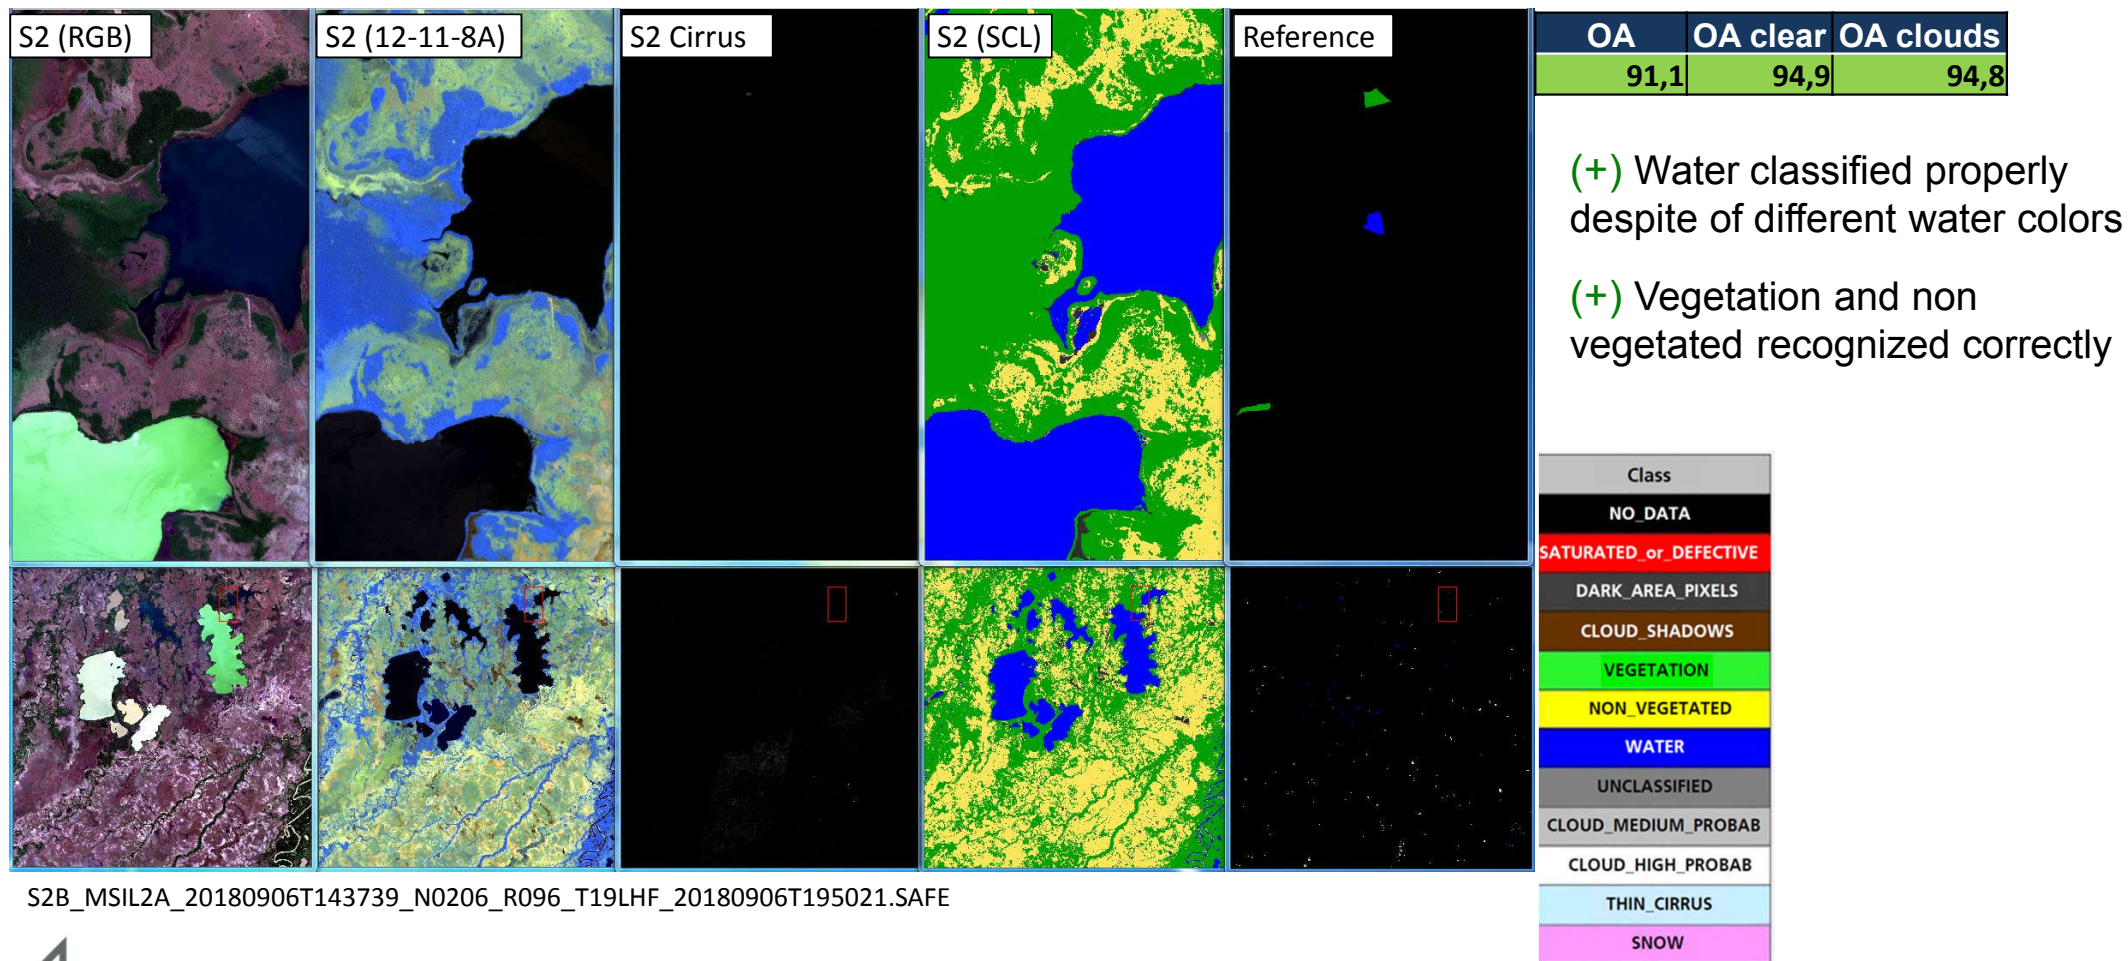 S2 (RGB)
S2 (12-11-8A)
S2 Cirrus
S2 (SCL)
Reference
OA OA clear OA clouds
91,1 94,9 94,8
(+) Water classified properly
despite of different water colors
(+) Vegetation and non
vegetated recognized correctly
Class
NO_DATA
SATURATED_or_DEFECTIVE
DARK_AREA_PIXELS
CLOUD_SHADOWS
VEGETATION
NON_VEGETATED
WATER
UNCLASSIFIED
CLOUD_MEDIUM_PROBAB
CLOUD_HIGH_PROBAB
THIN_CIRRUS
SNOW
S2B_MSIL2A_20180906T143739_N0206_R096_T19LHF_20180906T195021.SAFE